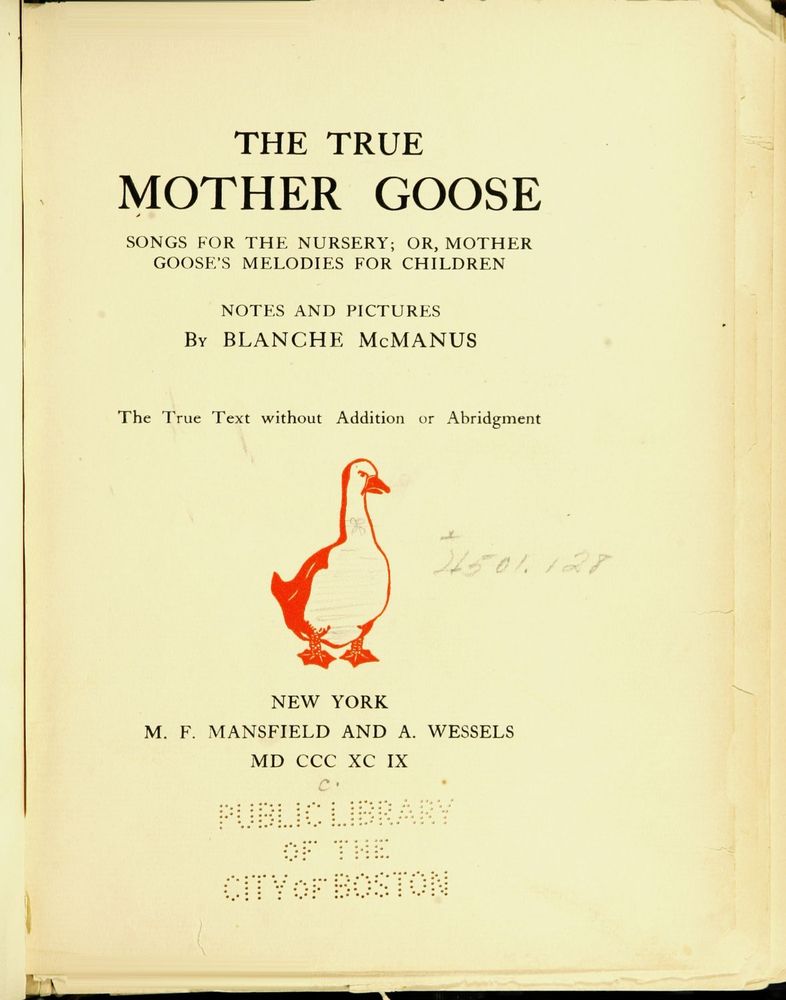 THE TRUE
MOTHER GOOSE
SONGS FOR THE NURSERY; OR, MOTHER
GOOSE'S MELODIES FOR CHILDREN
NOTES AND PICTURES
By BLANCHE McMANUS
The True Text without Addition or Abridgment
4501.128
NEW YORK
M. F. MANSFIELD AND A. WESSELS
MD CCC XC IX
c.
PUBLIC LIBRARY
OF THE
CITY OF BOSTON